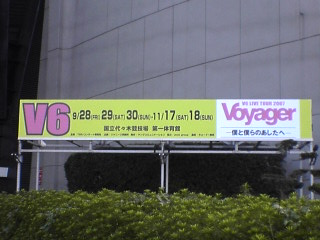 V6
9/28(FRI) 29(SAT) 30(SUN)-11/17(SAT) 18(SUN)
国立代々木競技場 第一体育館
V6 LIVE TOUR 2007
Voyager
—僕と僕らのあしたへ—